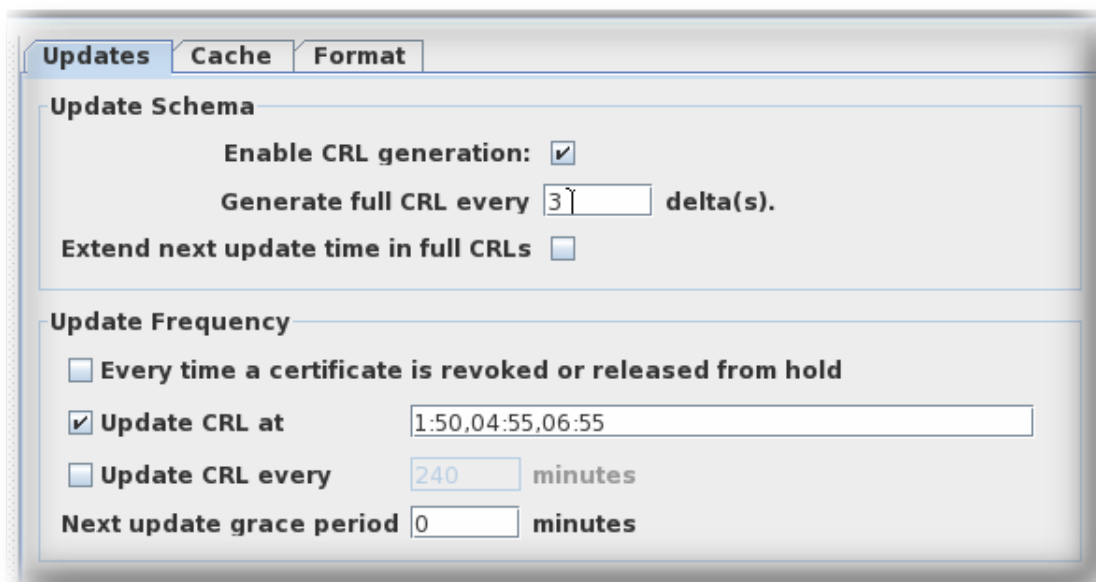 Updates Cache Format
Update Schema
Enable CRL generation:
Generate full CRL every 3 delta(s).
Extend next update time in full CRLs
Update Frequency
Every time a certificate is revoked or released from hold
Update CRL at 1:50,04:55,06:55
Update CRL every 240 minutes
Next update grace period 0 minutes